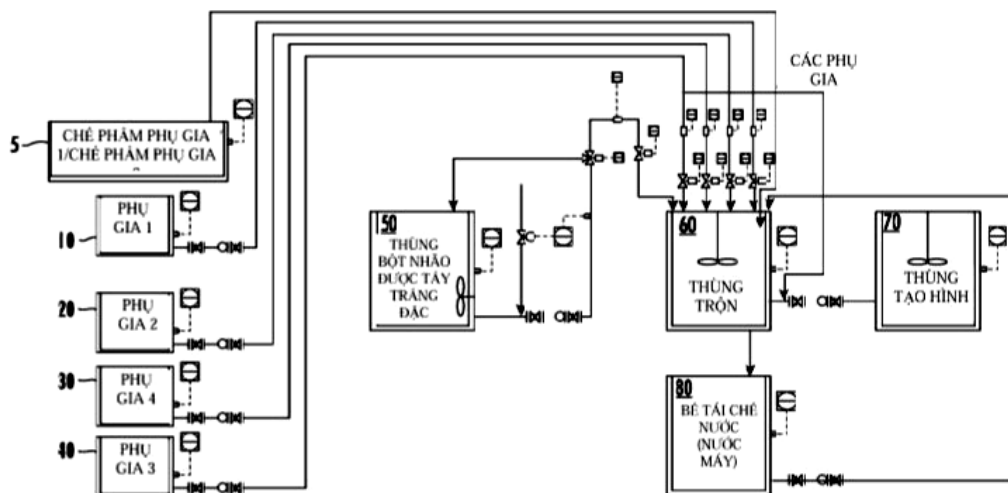 CÁC PHỤ
GIA
5
CHẾ PHẨM PHỤ GIA
1/CHẾ PHẨM PHỤ GIA
10
PHỤ
GIA 1
20
PHỤ
GIA 2
30
PHỤ
GIA 4
40
PHỤ
GIA 3
50
THÙNG
BỘT NHÃO
ĐƯỢC TẨY
TRẮNG
ĐẶC
60
THÙNG
TRỘN
70
THÙNG
TẠO HÌNH
80
BỂ TÁI CHẾ
NƯỚC
(NƯỚC
MÁY)